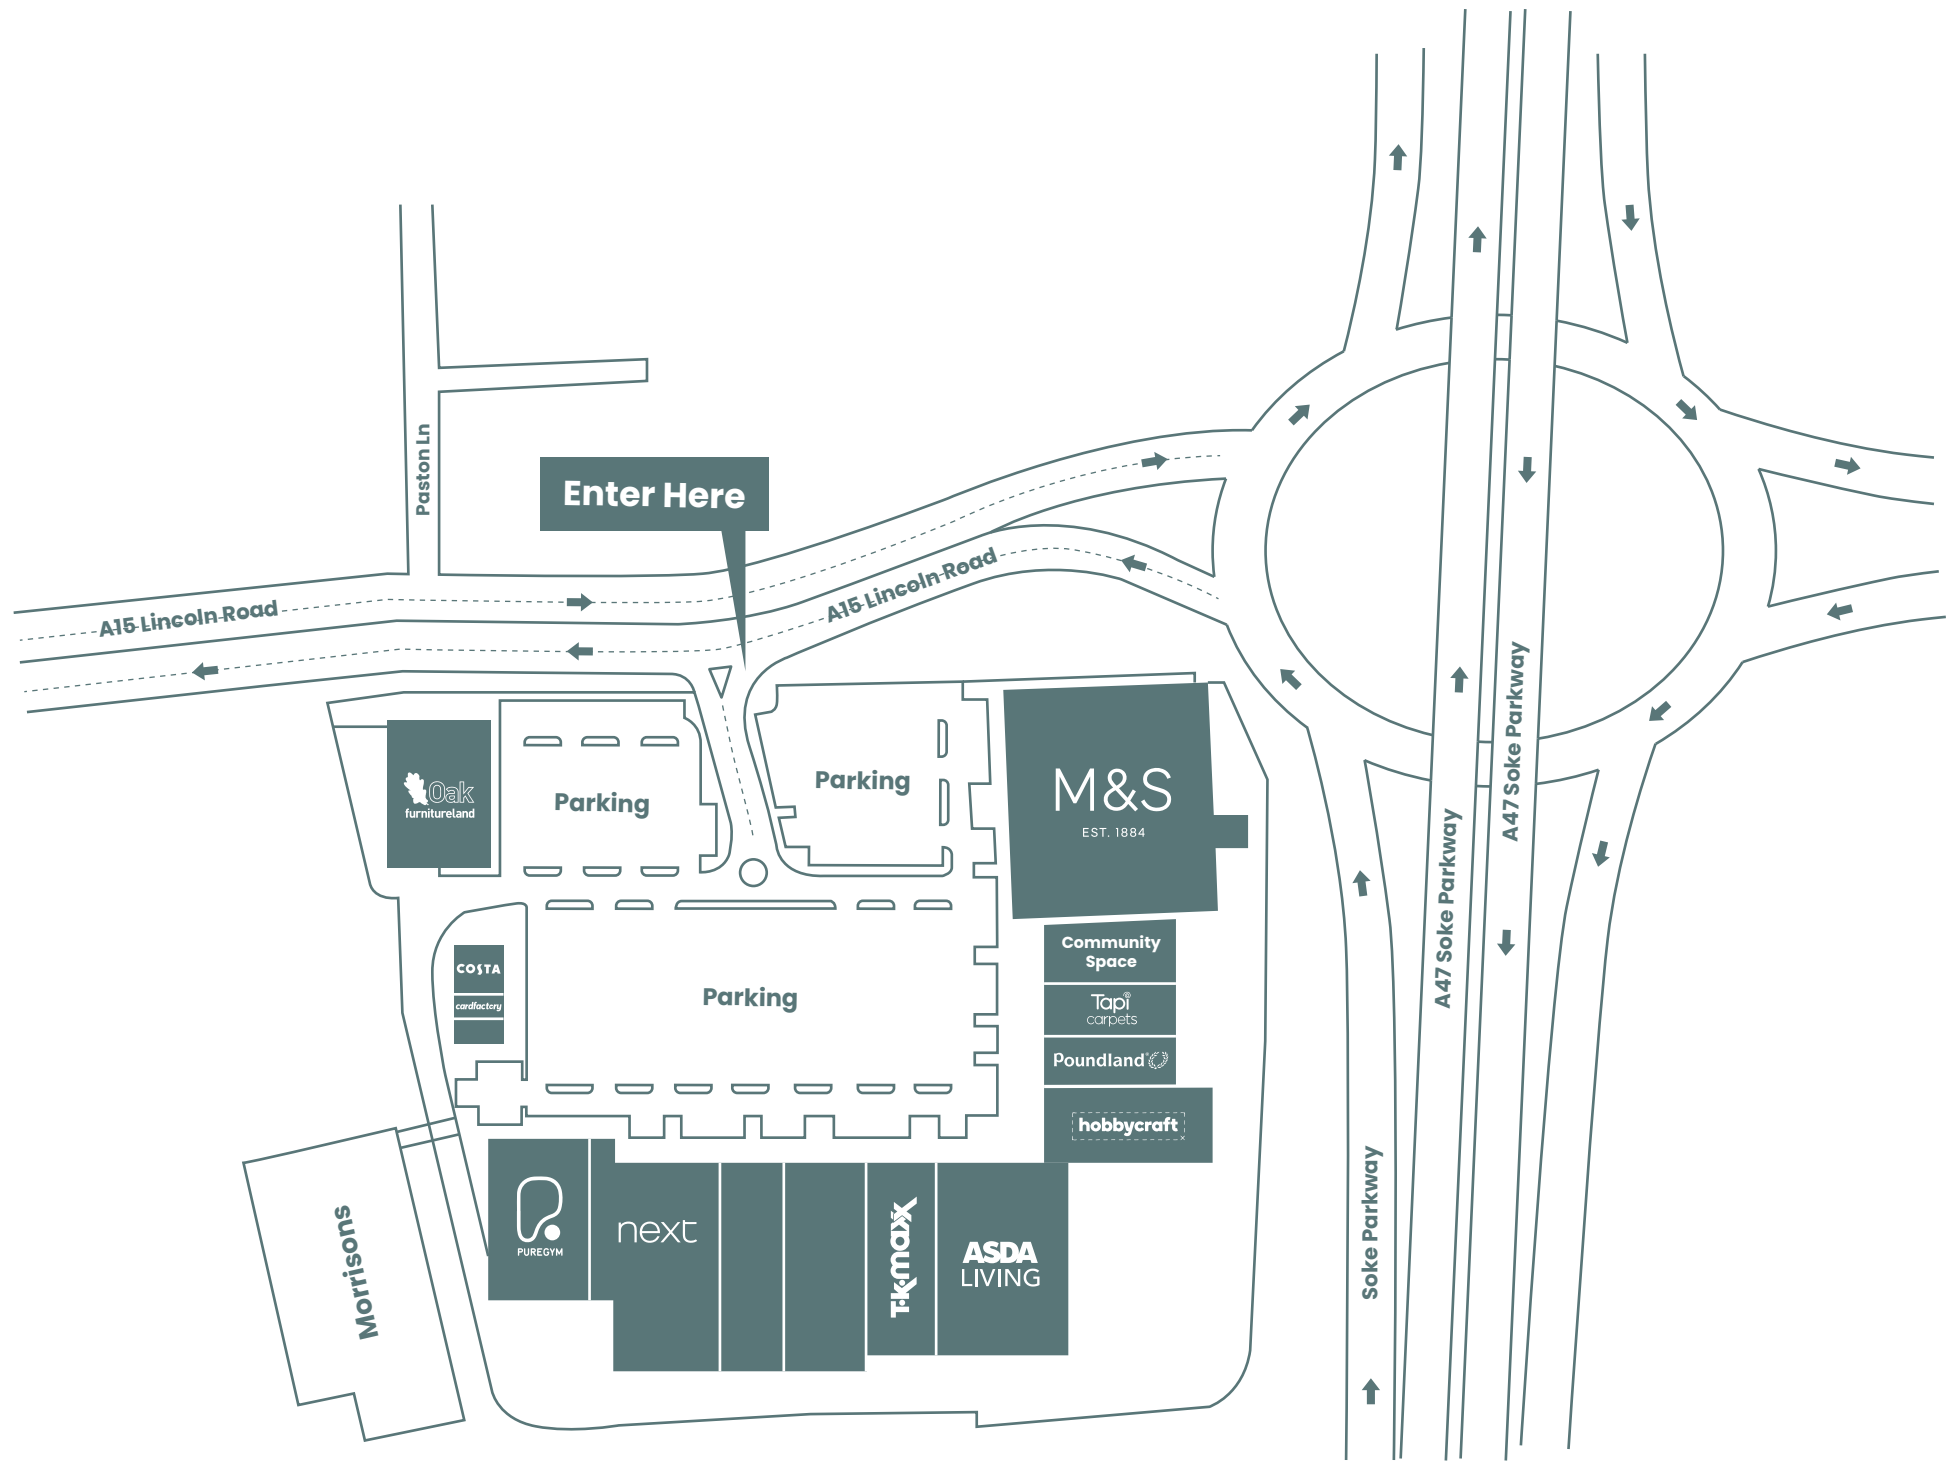 Paston Ln
Enter Here
A15 Lincoln Road
A15 Lincoln Road
Oak
furnitureland
Parking
Parking
M&S
EST. 1884
COSTA
cardfactory
Parking
Community
Space
Tapi
carpets
Poundland
hobbycraft
Morrisons
PUREGYM
next
T·K·maxx
ASDA
LIVING
A47 Soke Parkway
A47 Soke Parkway
Soke Parkway